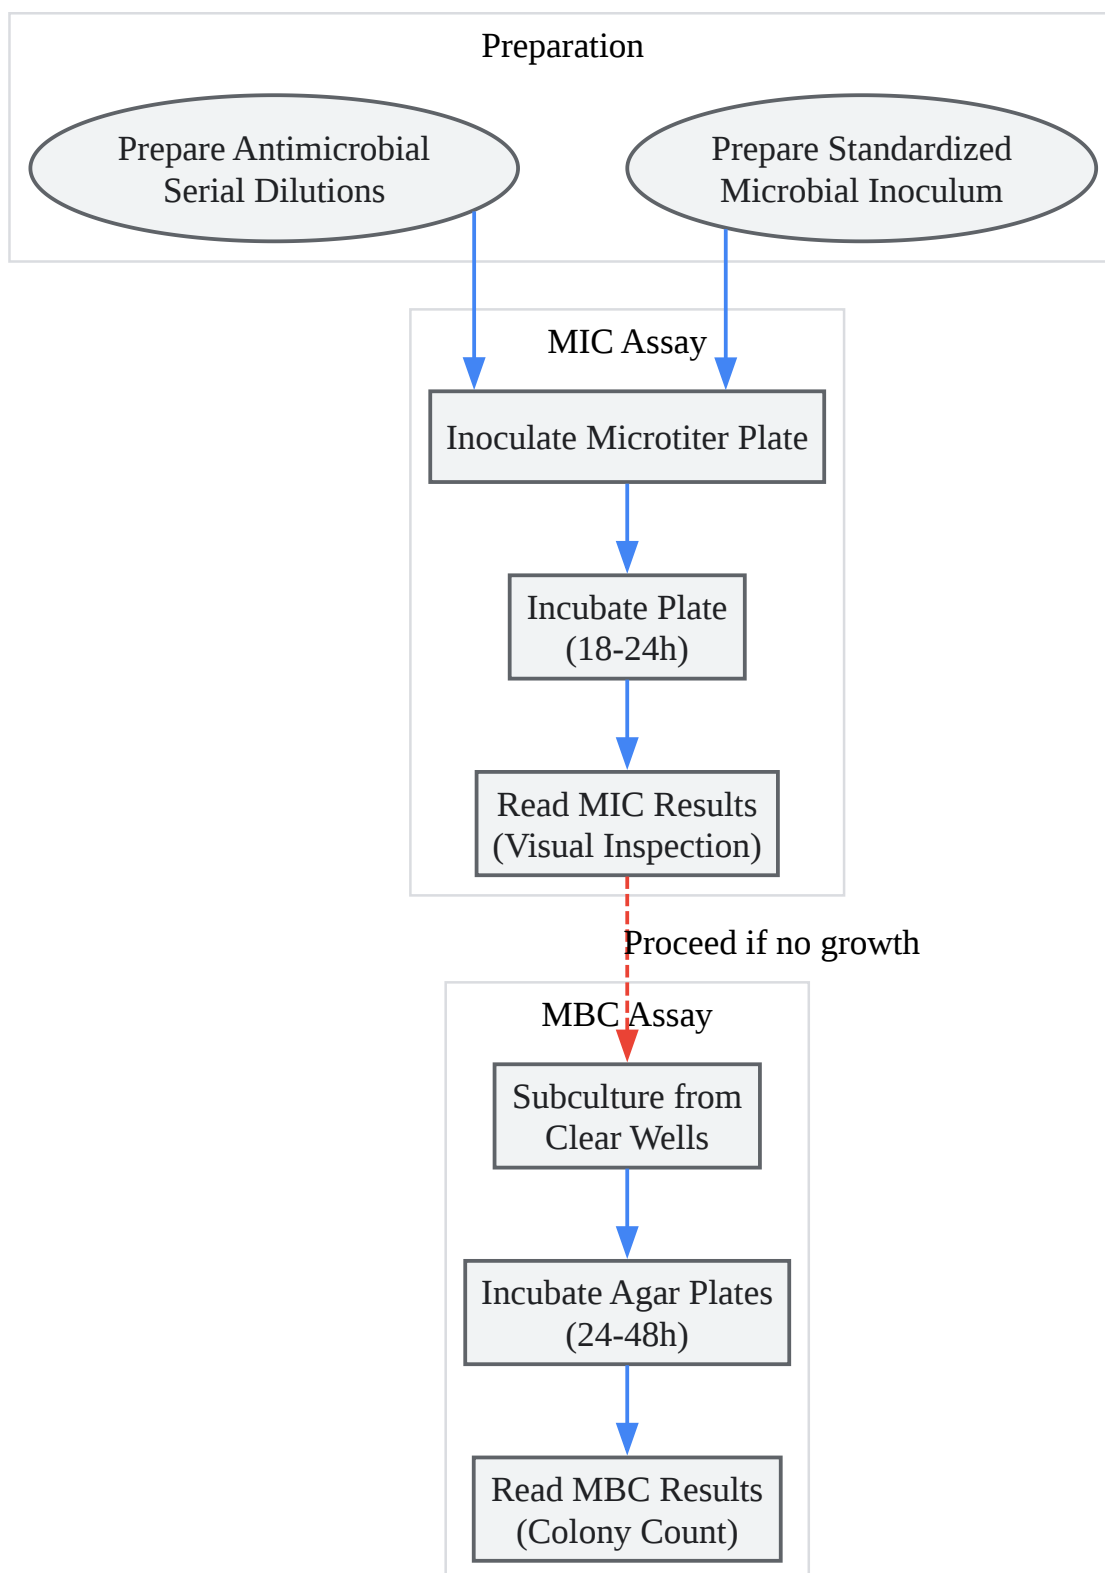 Preparation
Prepare Antimicrobial
Serial Dilutions
Prepare Standardized
Microbial Inoculum
MIC Assay
Inoculate Microtiter Plate
Incubate Plate
(18-24h)
Read MIC Results
(Visual Inspection)
Proceed if no growth
MBC Assay
Subculture from
Clear Wells
Incubate Agar Plates
(24-48h)
Read MBC Results
(Colony Count)